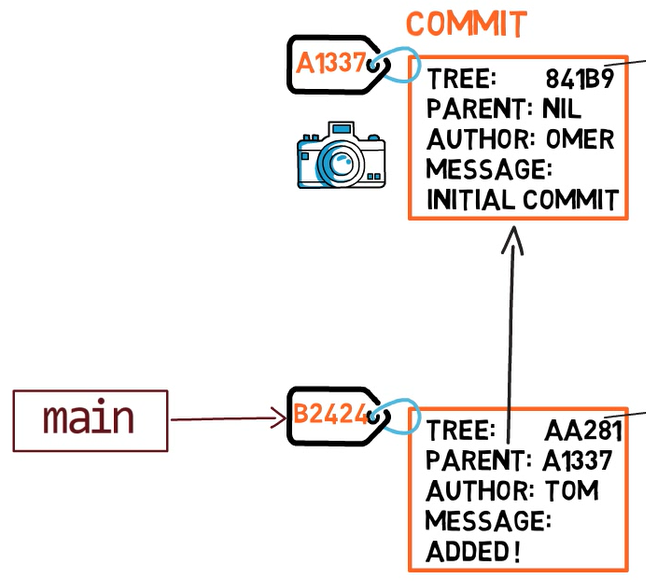 COMMIT
A1337
TREE: 841B9
PARENT: NIL
AUTHOR: OMER
MESSAGE:
INITIAL COMMIT
main
B2424
TREE: AA281
PARENT: A1337
AUTHOR: TOM
MESSAGE:
ADDED!